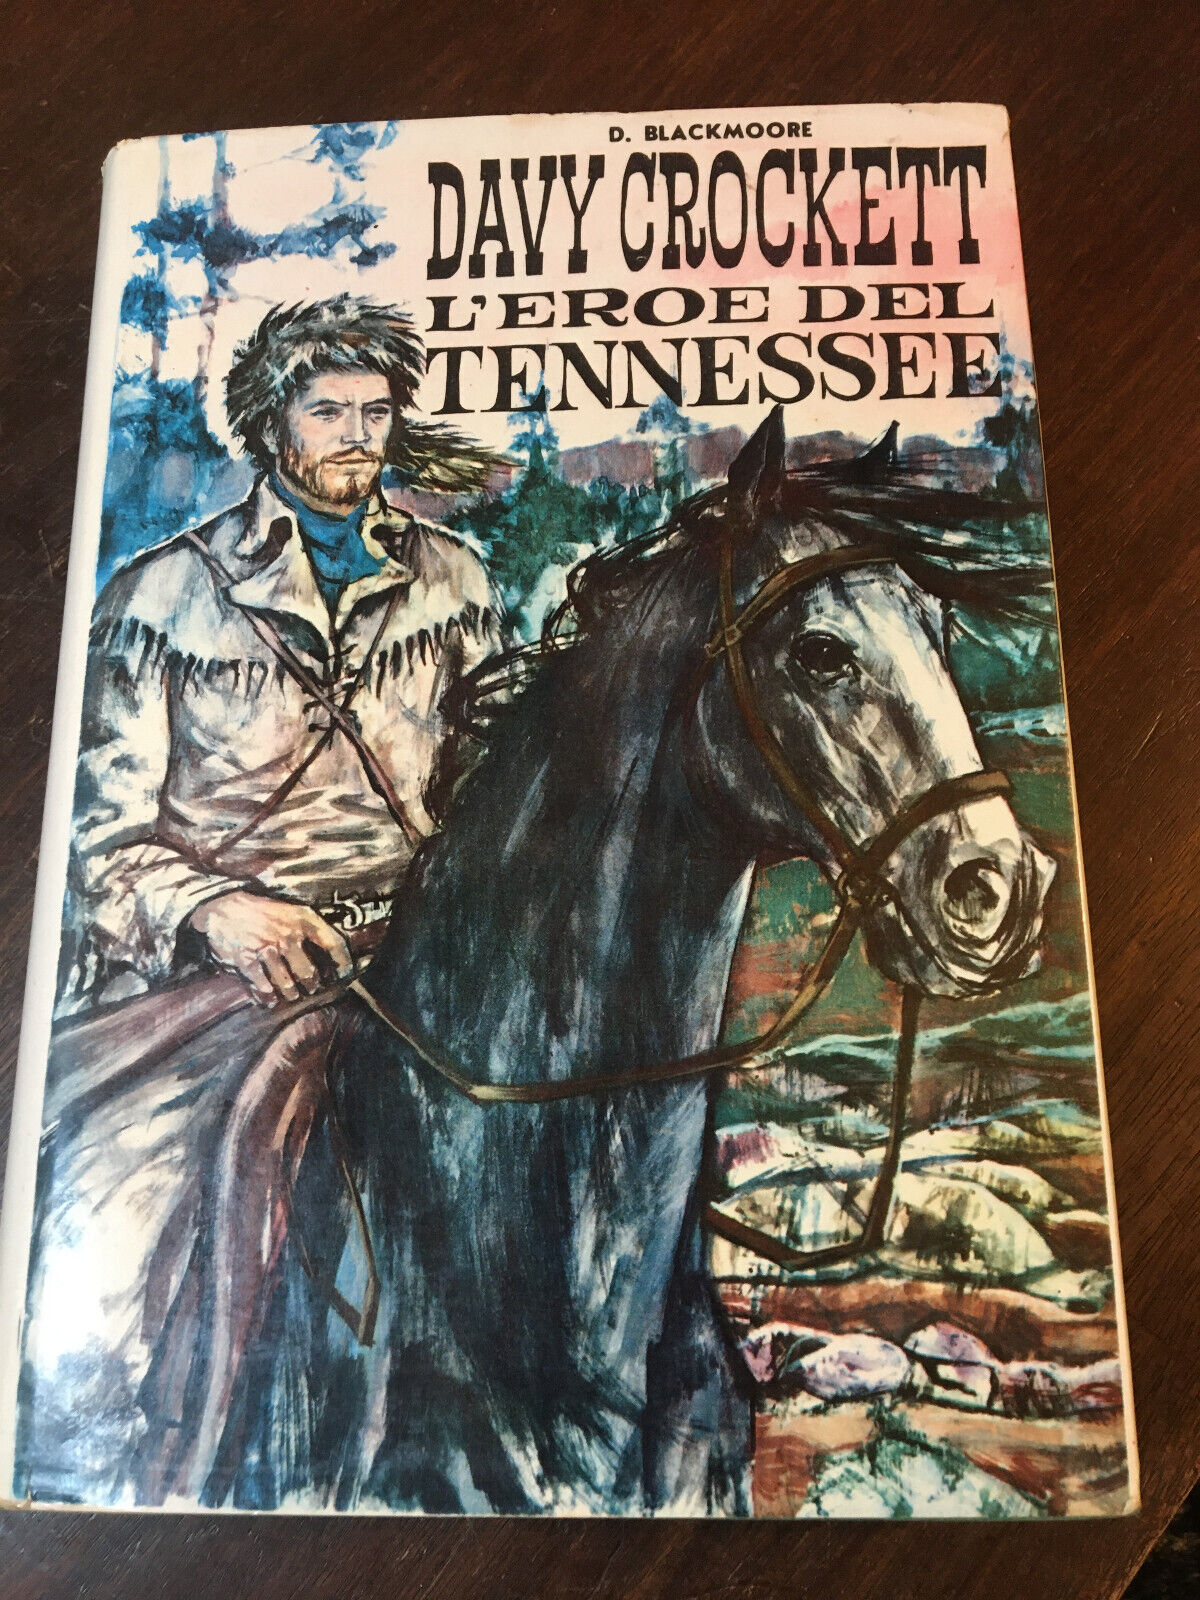 D. BLACKMOORE
DAVY CROCKETT
L'EROE DEL
TENNESSEE